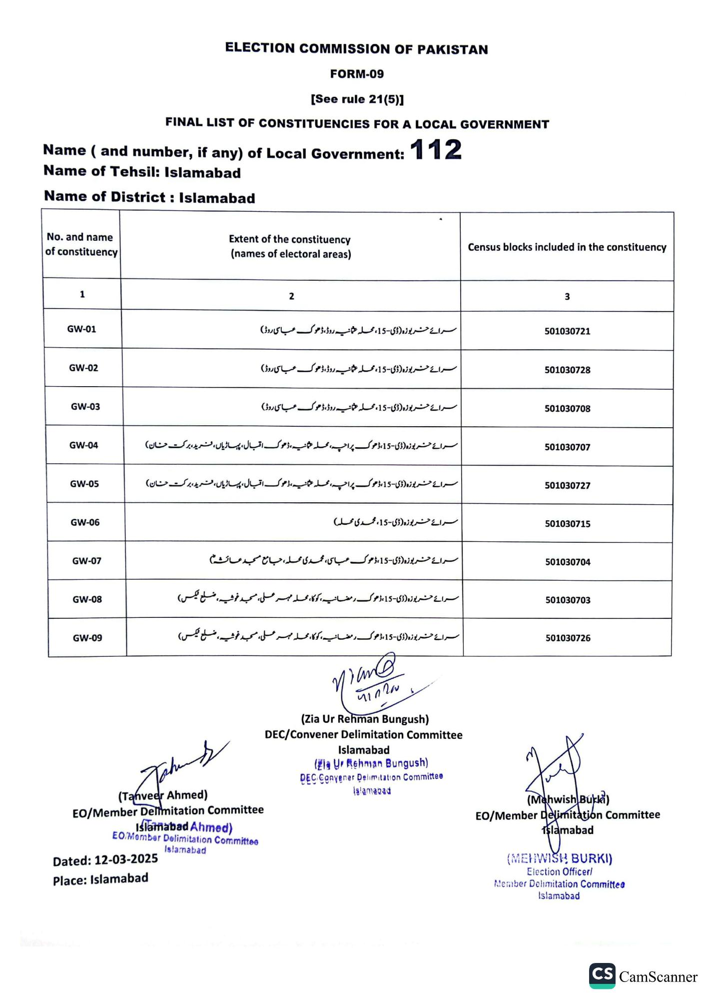 ELECTION COMMISSION OF PAKISTAN
FORM-09
[See rule 21(5)]
FINAL LIST OF CONSTITUENCIES FOR A LOCAL GOVERNMENT
Name ( and number, if any) of Local Government: 112
Name of Tehsil: Islamabad
Name of District : Islamabad
No. and name of constituency Extent of the constituency (names of electoral areas) Census blocks included in the constituency
1 2 3
GW-01 سرائے خربوزہ(ڈی-15،محلہ عثمانیہ روڈ،ڈھوک عباسی روڈ) 501030721
GW-02 سرائے خربوزہ(ڈی-15،محلہ عثمانیہ روڈ،ڈھوک عباسی روڈ) 501030728
GW-03 سرائے خربوزہ(ڈی-15،محلہ عثمانیہ روڈ،ڈھوک عباسی روڈ) 501030708
GW-04 سرائے خربوزہ(ڈی-15،ڈھوک پراچہ،محلہ عثمانیہ،ڈھوک اقبال،پہاڑیاں،فرید،برکت خان) 501030707
GW-05 سرائے خربوزہ(ڈی-15،ڈھوک پراچہ،محلہ عثمانیہ،ڈھوک اقبال،پہاڑیاں،فرید،برکت خان) 501030727
GW-06 سرائے خربوزہ(ڈی-15،محمدی محلہ) 501030715
GW-07 سرائے خربوزہ(ڈی-15،ڈھوک عباسی،محمدی محلہ،جامع مسجد عائشہؓ) 501030704
GW-08 سرائے خربوزہ(ڈی-15،ڈھوک رمضانیہ،کوکا،محلہ مہر علی،مسجد غوثیہ،ضلع ٹیکس) 501030703
GW-09 سرائے خربوزہ(ڈی-15،ڈھوک رمضانیہ،کوکا،محلہ مہر علی،مسجد غوثیہ،ضلع ٹیکس) 501030726
(Zia Ur Rehman Bungush)
DEC/Convener Delimitation Committee
Islamabad
(Zia Ur Rehman Bungush)
DEC/Convener Delimitation Committee
Islamabad
(Tanveer Ahmed)
EO/Member Delimitation Committee
Islamabad
(Tanveer Ahmed)
EO/Member Delimitation Committee
Islamabad
(Mehwish Burki)
EO/Member Delimitation Committee
Islamabad
(MEHWISH BURKI)
Election Officer/
Member Delimitation Committee
Islamabad
Dated: 12-03-2025
Place: Islamabad
CS CamScanner